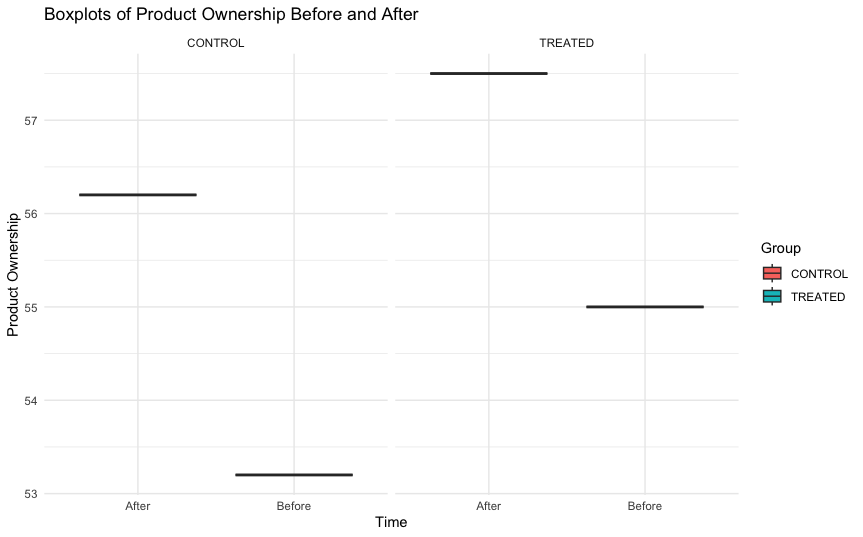 Boxplots of Product Ownership Before and After
CONTROL
TREATED
Product Ownership
57
56
55
54
53
After
Before
After
Before
Time
Group
CONTROL
TREATED